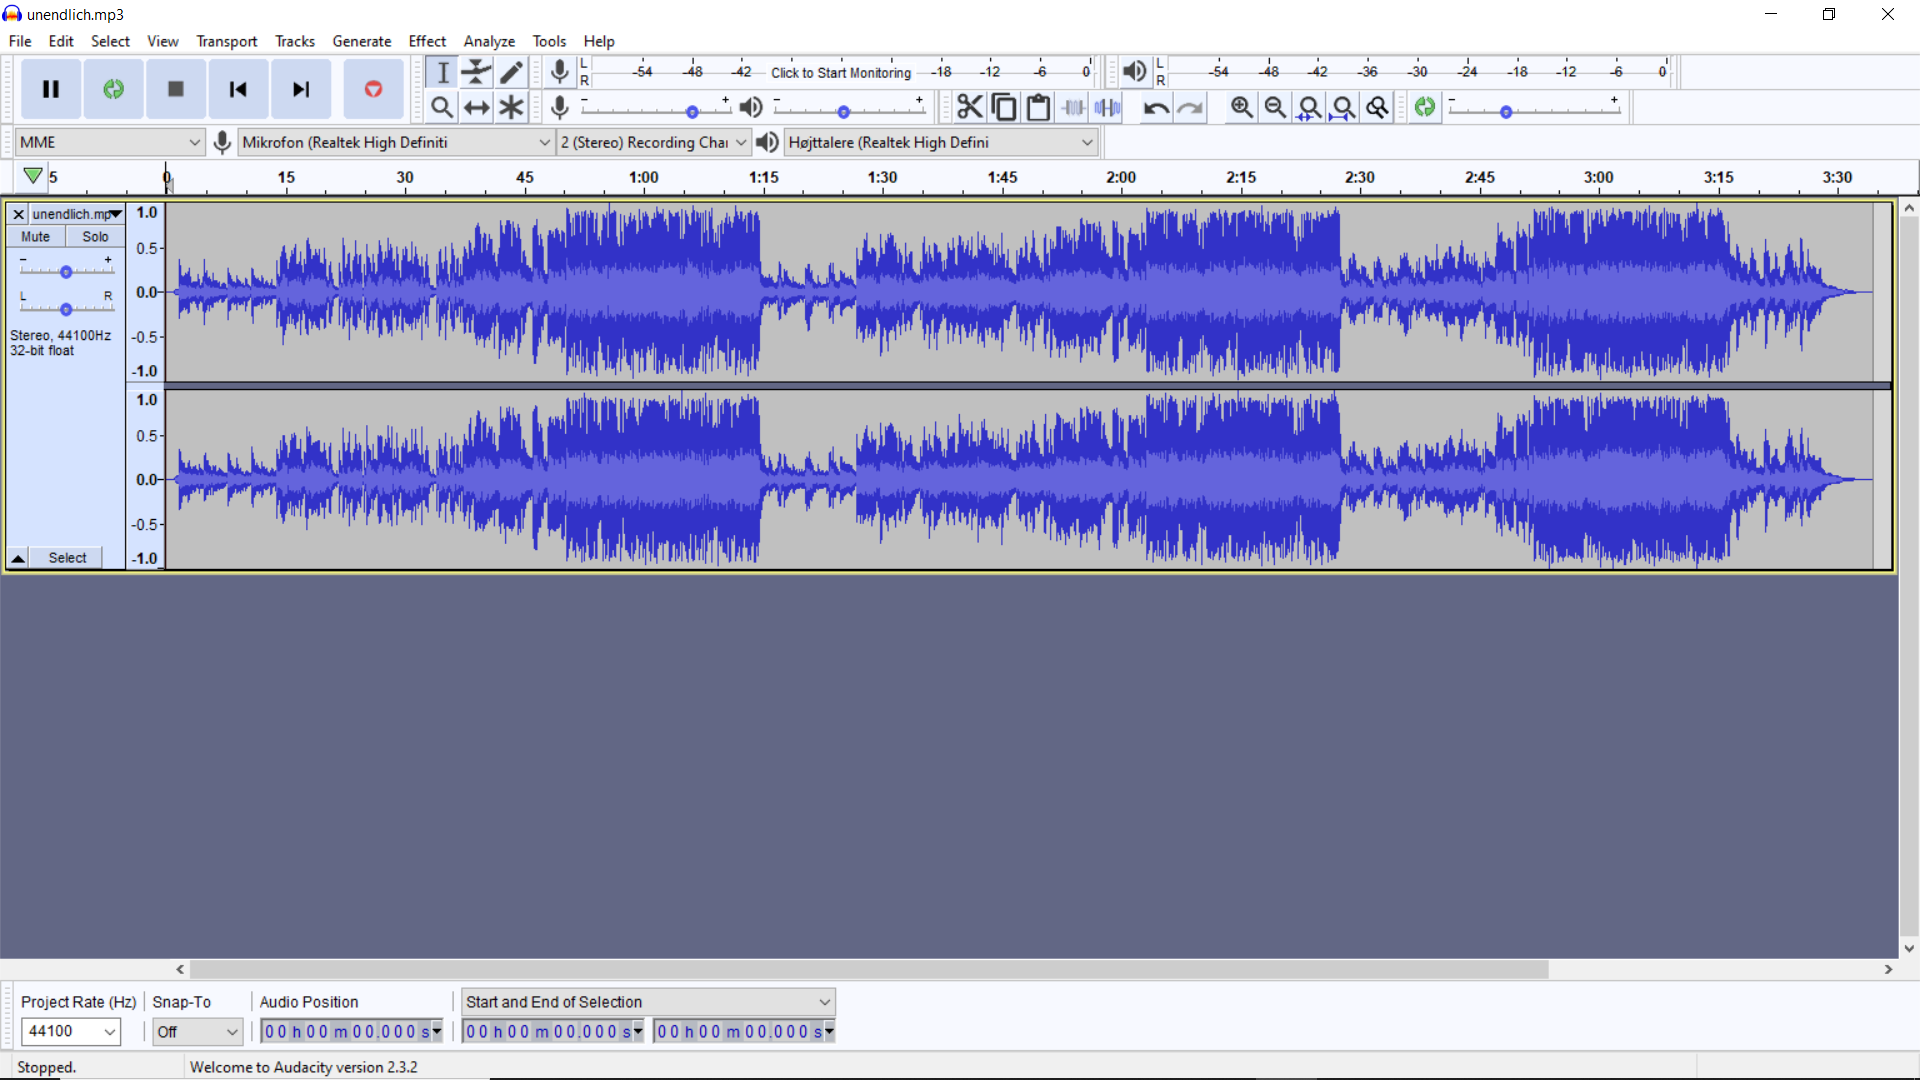 unendlich.mp3
File Edit Select View Transport Tracks Generate Effect Analyze Tools Help
L R -54 -48 -42 Click to Start Monitoring -18 -12 -6 0
L R -54 -48 -42 -36 -30 -24 -18 -12 -6 0
- + - + - +
MME Mikrofon (Realtek High Definiti 2 (Stereo) Recording Chai Højttalere (Realtek High Defini
5 0 15 30 45 1:00 1:15 1:30 1:45 2:00 2:15 2:30 2:45 3:00 3:15 3:30
unendlich.mp
Mute Solo
- +
L R
Stereo, 44100Hz
32-bit float
Select
1.0
0.5
0.0
-0.5
-1.0
1.0
0.5
0.0
-0.5
-1.0
Project Rate (Hz) Snap-To Audio Position Start and End of Selection
44100 Off 00 h 00 m 00.000 s 00 h 00 m 00.000 s 00 h 00 m 00.000 s
Stopped. Welcome to Audacity version 2.3.2